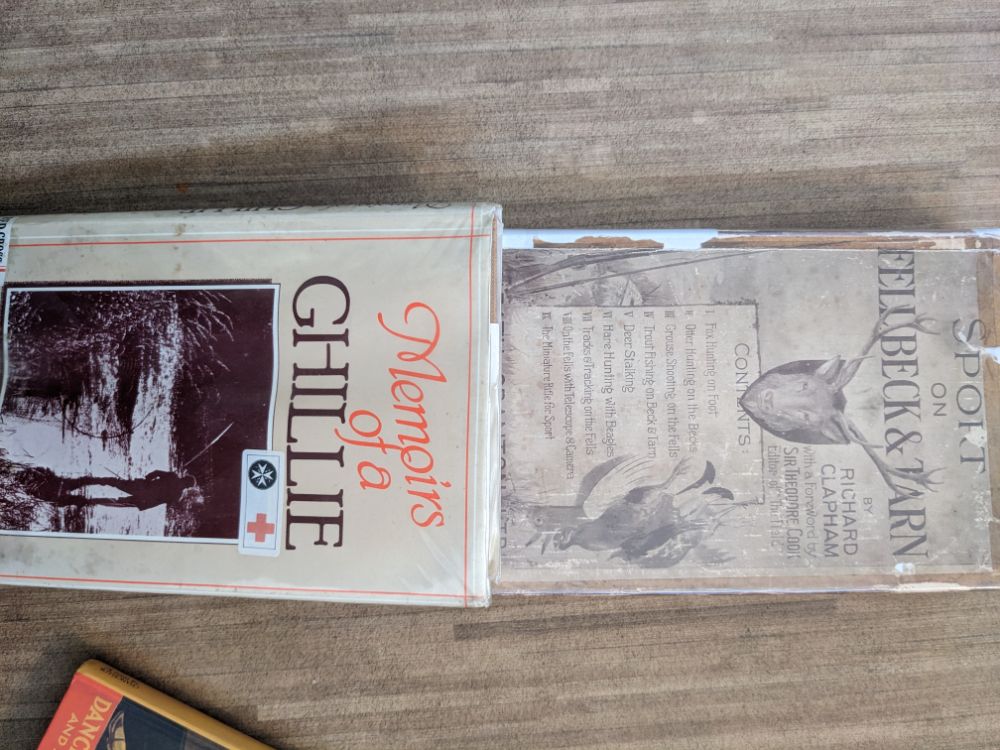 Memoirs
of a
GHILLIE
SPORT
ON
FELL BECK & TARN
BY
RICHARD
CLAPHAM
with a Foreword by
SIR THEODORE COOK
Editor of
CONTENTS:
I Fox Hunting on Foot
II Otter Hunting on the Becks
III Grouse Shooting on the Fells
IV Trout Fishing on Beck & Tarn
V Deer Stalking
VI Hare Hunting with Beagles
VII Tracks & Tracking on the Fells
VIII On the Fells with Telescope & Camera
IX The Miniature Rifle for Sport
AND